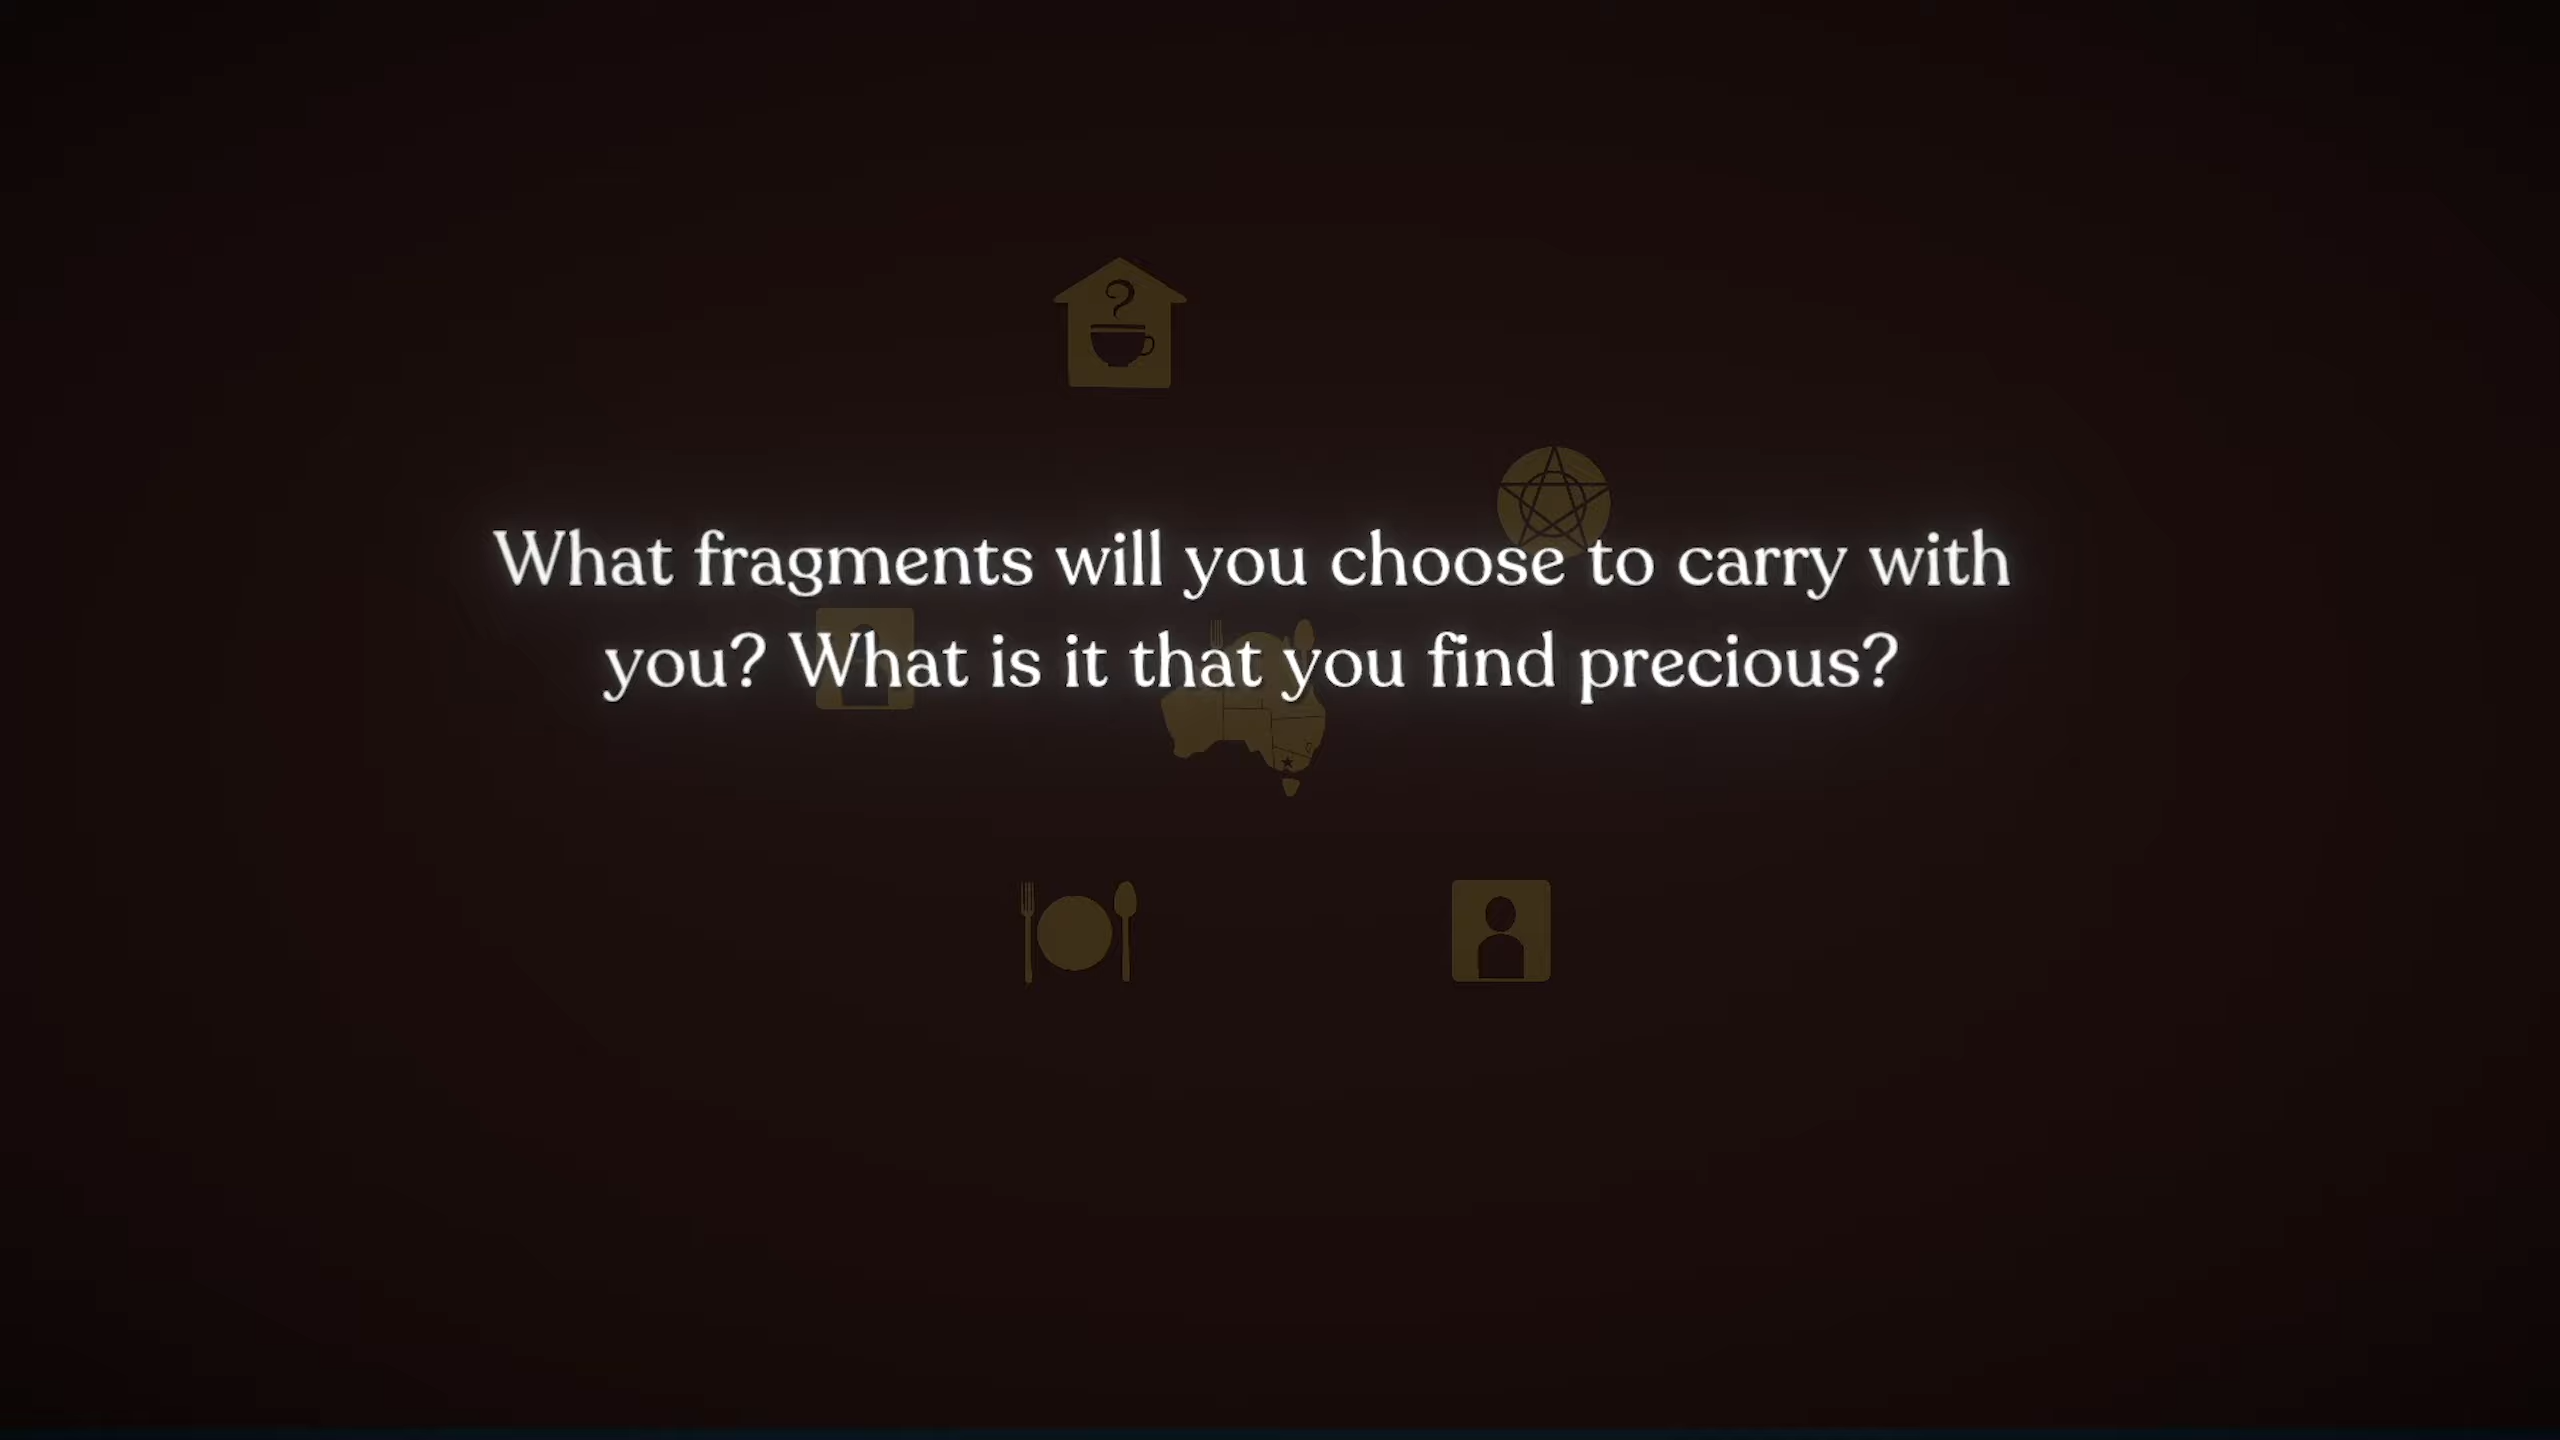 What fragments will you choose to carry with
you? What is it that you find precious?